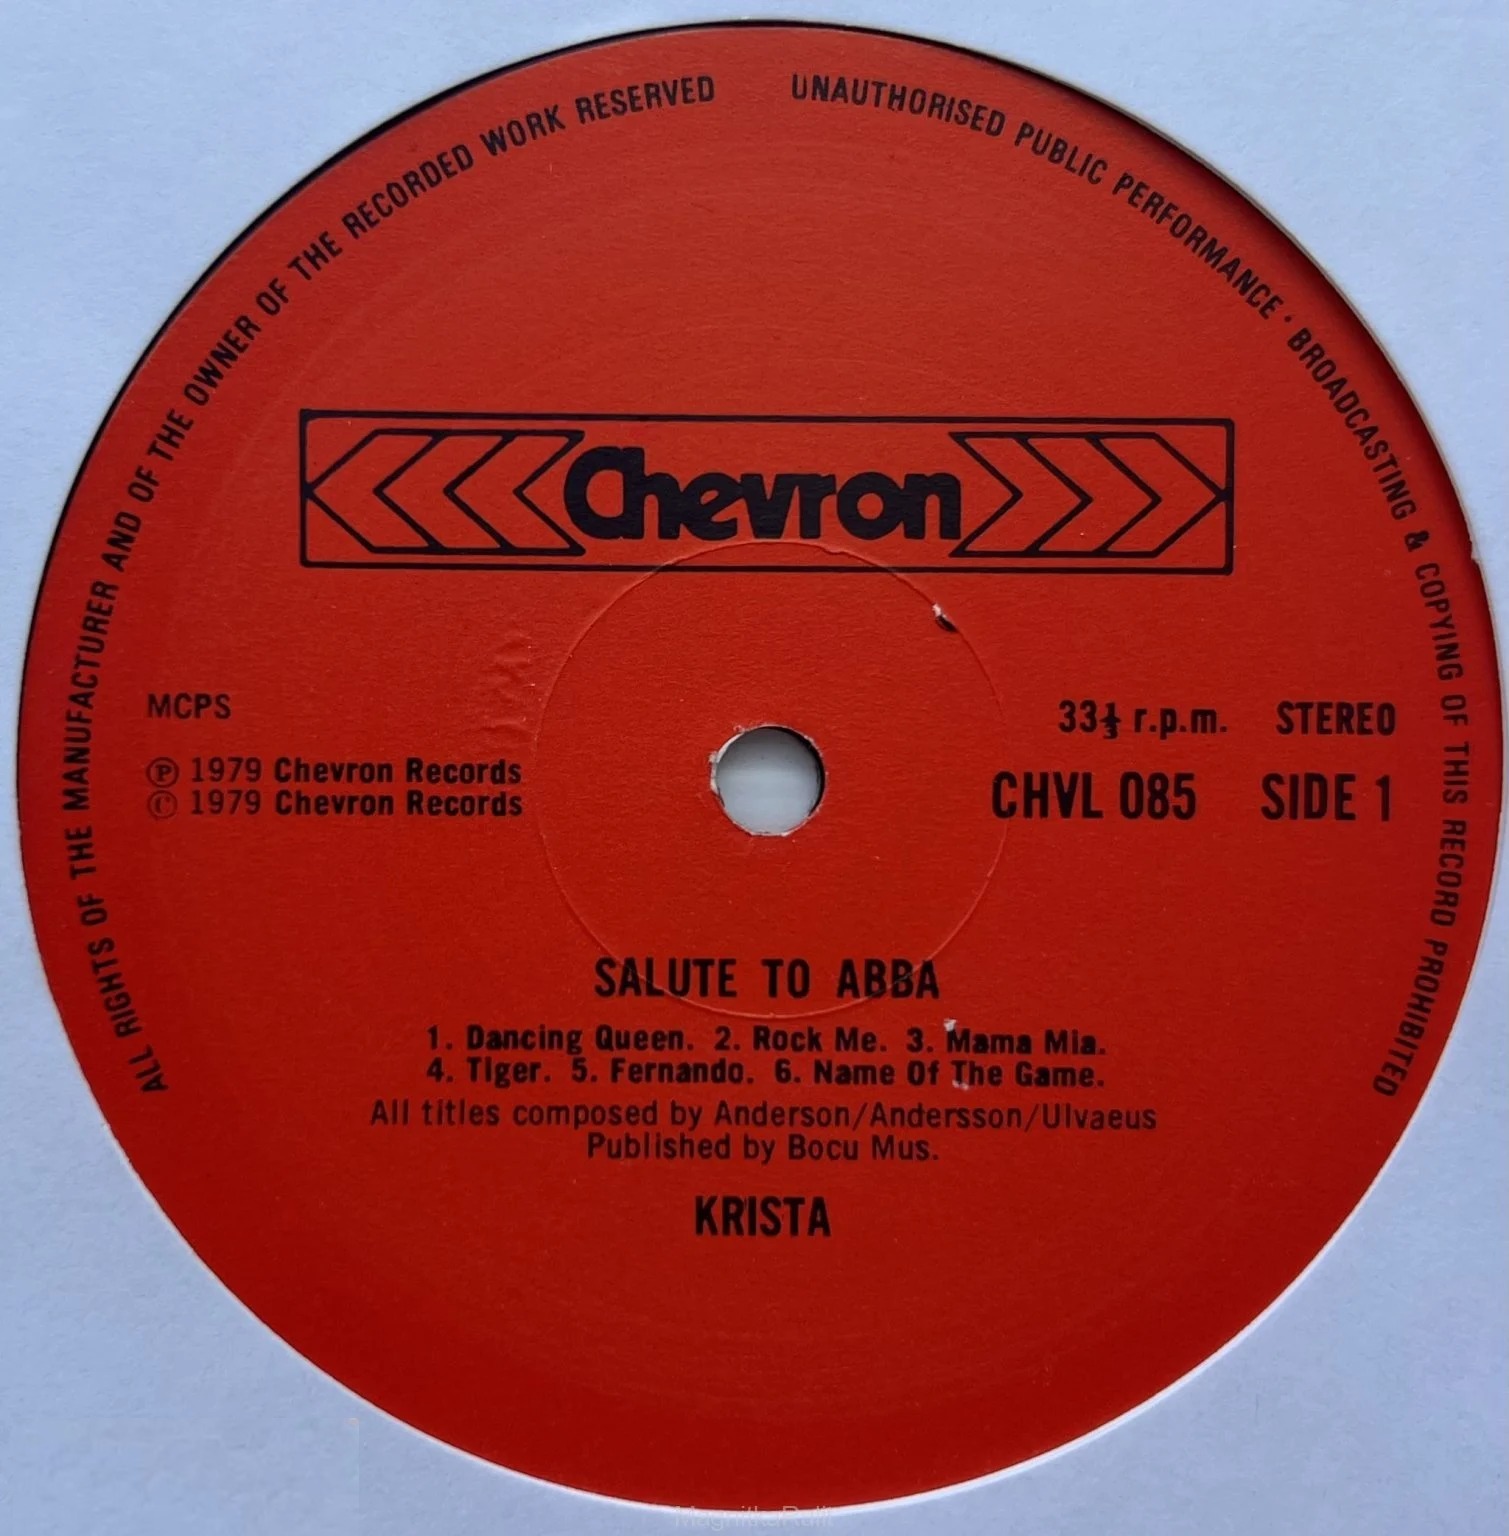 ALL RIGHTS OF THE MANUFACTURER AND OF THE OWNER OF THE RECORDED WORK RESERVED
UNAUTHORISED PUBLIC PERFORMANCE · BROADCASTING & COPYING OF THIS RECORD PROHIBITED
Chevron
MCPS
℗ 1979 Chevron Records
© 1979 Chevron Records
33⅓ r.p.m. STEREO
CHVL 085 SIDE 1
SALUTE TO ABBA
1. Dancing Queen. 2. Rock Me. 3. Mama Mia.
4. Tiger. 5. Fernando. 6. Name Of The Game.
All titles composed by Anderson/Andersson/Ulvaeus
Published by Bocu Mus.
KRISTA